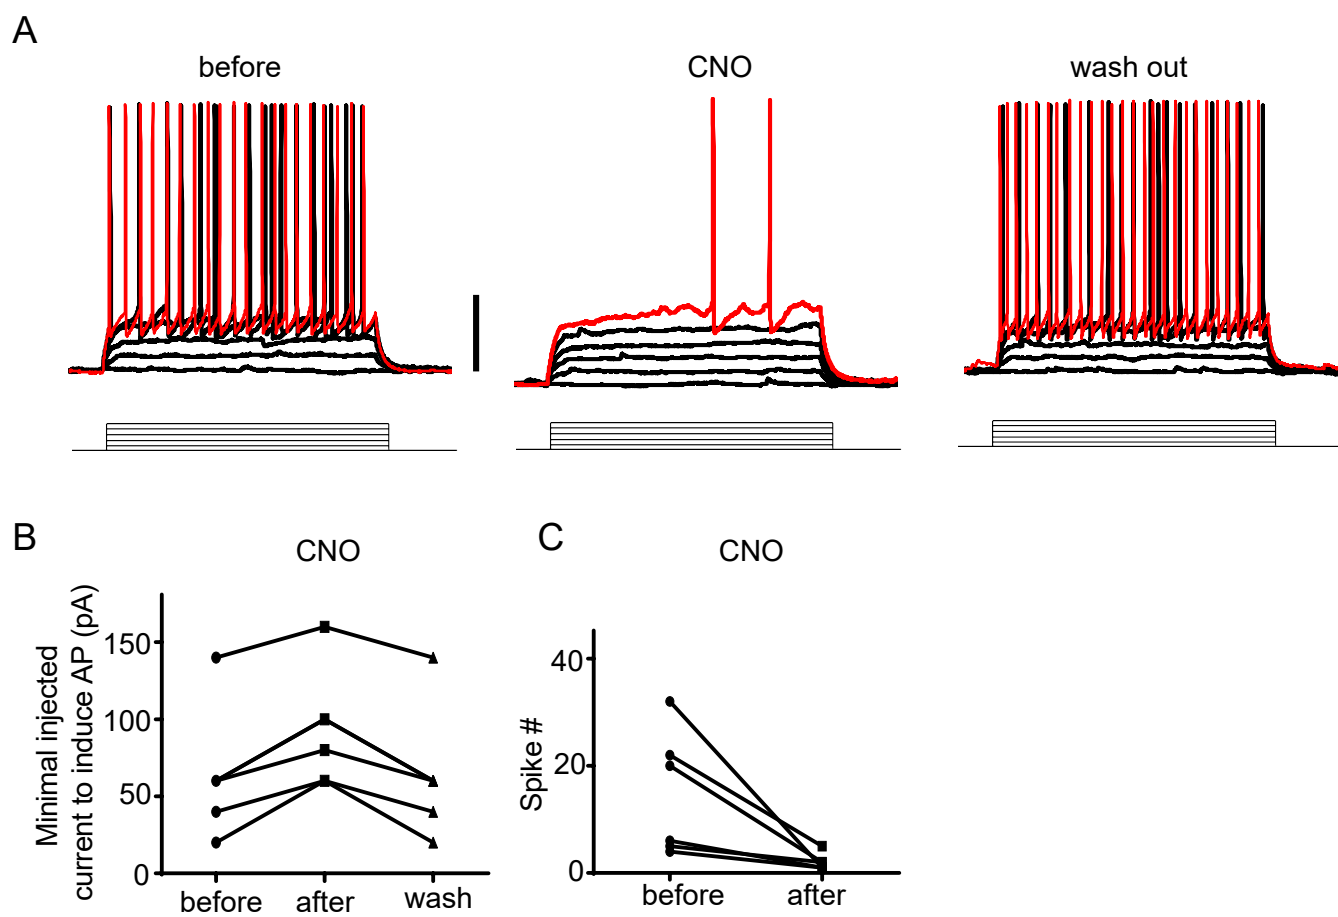 A
before
CNO
wash out
B
CNO
Minimal injected
current to induce AP (pA)
150
100
50
0
before
after
wash
C
CNO
Spike #
40
20
0
before
after